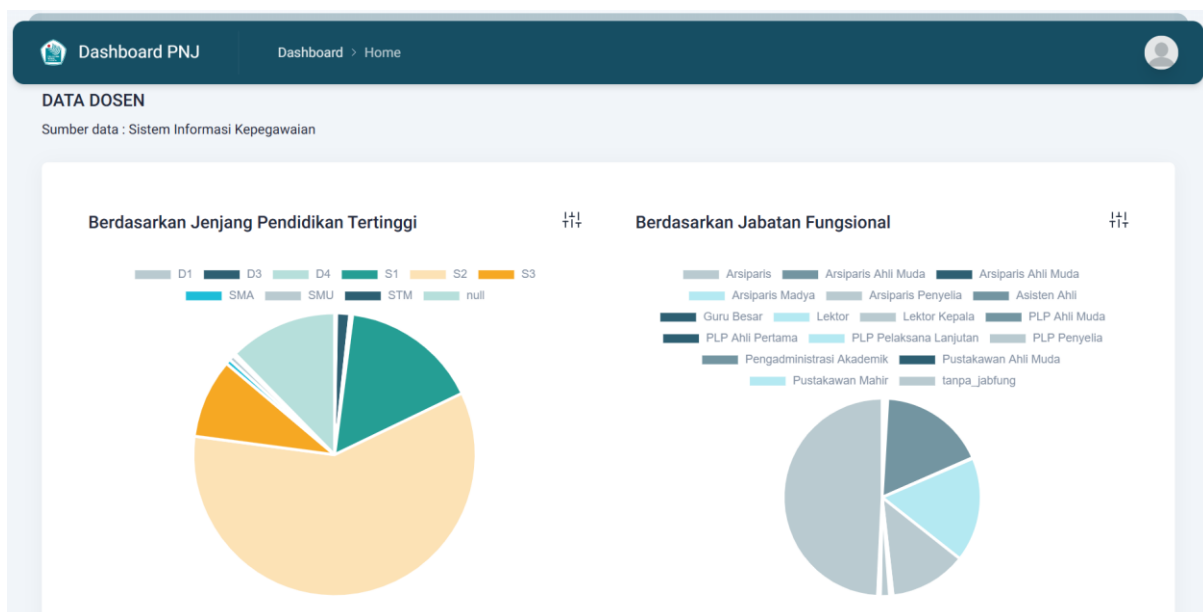 Dashboard PNJ
Dashboard > Home
DATA DOSEN
Sumber data : Sistem Informasi Kepegawaian
Berdasarkan Jenjang Pendidikan Tertinggi
D1 D3 D4 S1 S2 S3
SMA SMU STM null
Berdasarkan Jabatan Fungsional
Arsiparis Arsiparis Ahli Muda Arsiparis Ahli Muda
Arsiparis Madya Arsiparis Penyelia Asisten Ahli
Guru Besar Lektor Lektor Kepala PLP Ahli Muda
PLP Ahli Pertama PLP Pelaksana Lanjutan PLP Penyelia
Pengadministrasi Akademik Pustakawan Ahli Muda
Pustakawan Mahir tanpa_jabfung